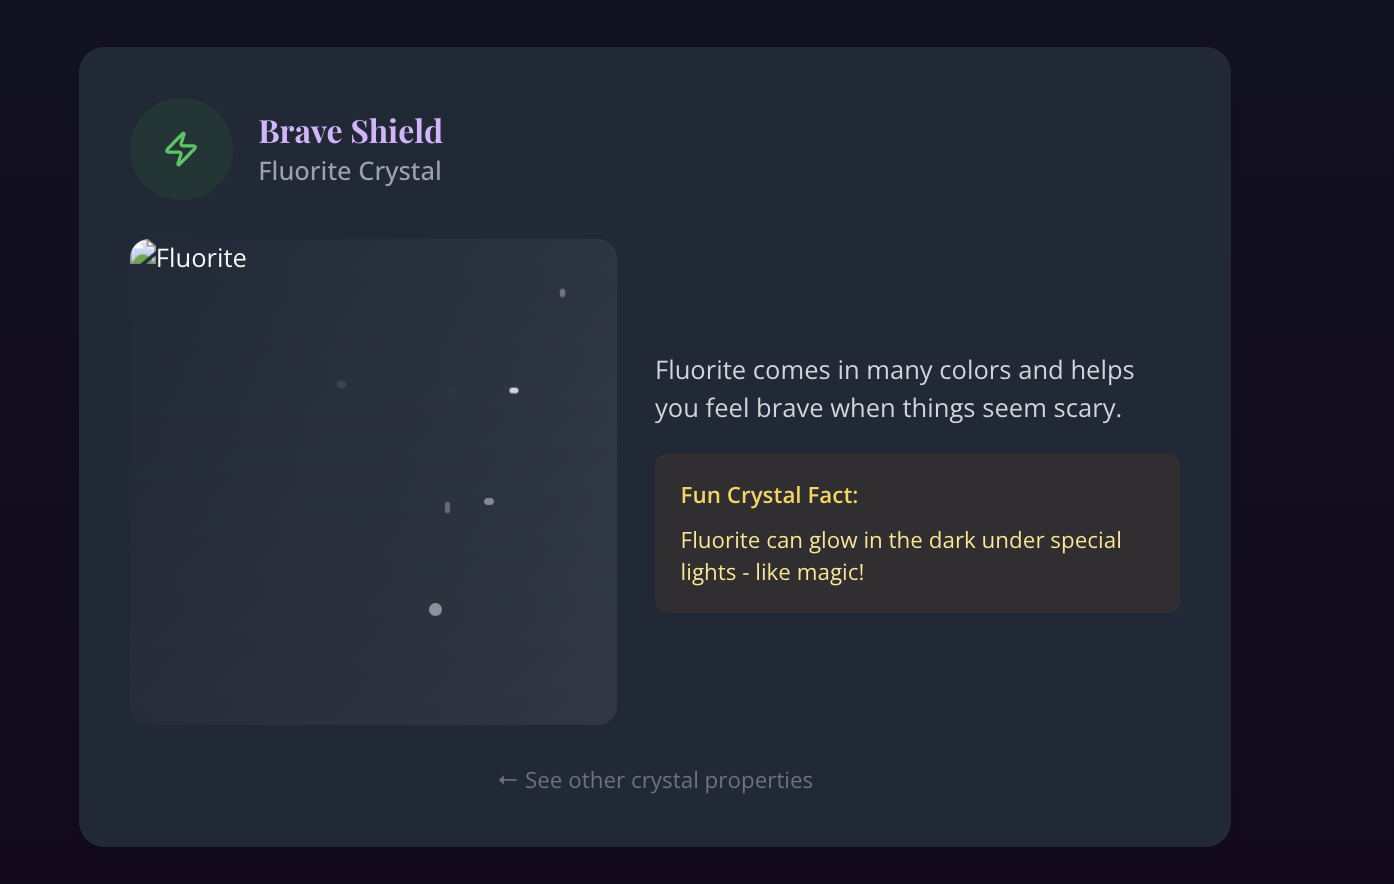 Brave Shield
Fluorite Crystal
Fluorite
Fluorite comes in many colors and helps
you feel brave when things seem scary.
Fun Crystal Fact:
Fluorite can glow in the dark under special
lights - like magic!
← See other crystal properties